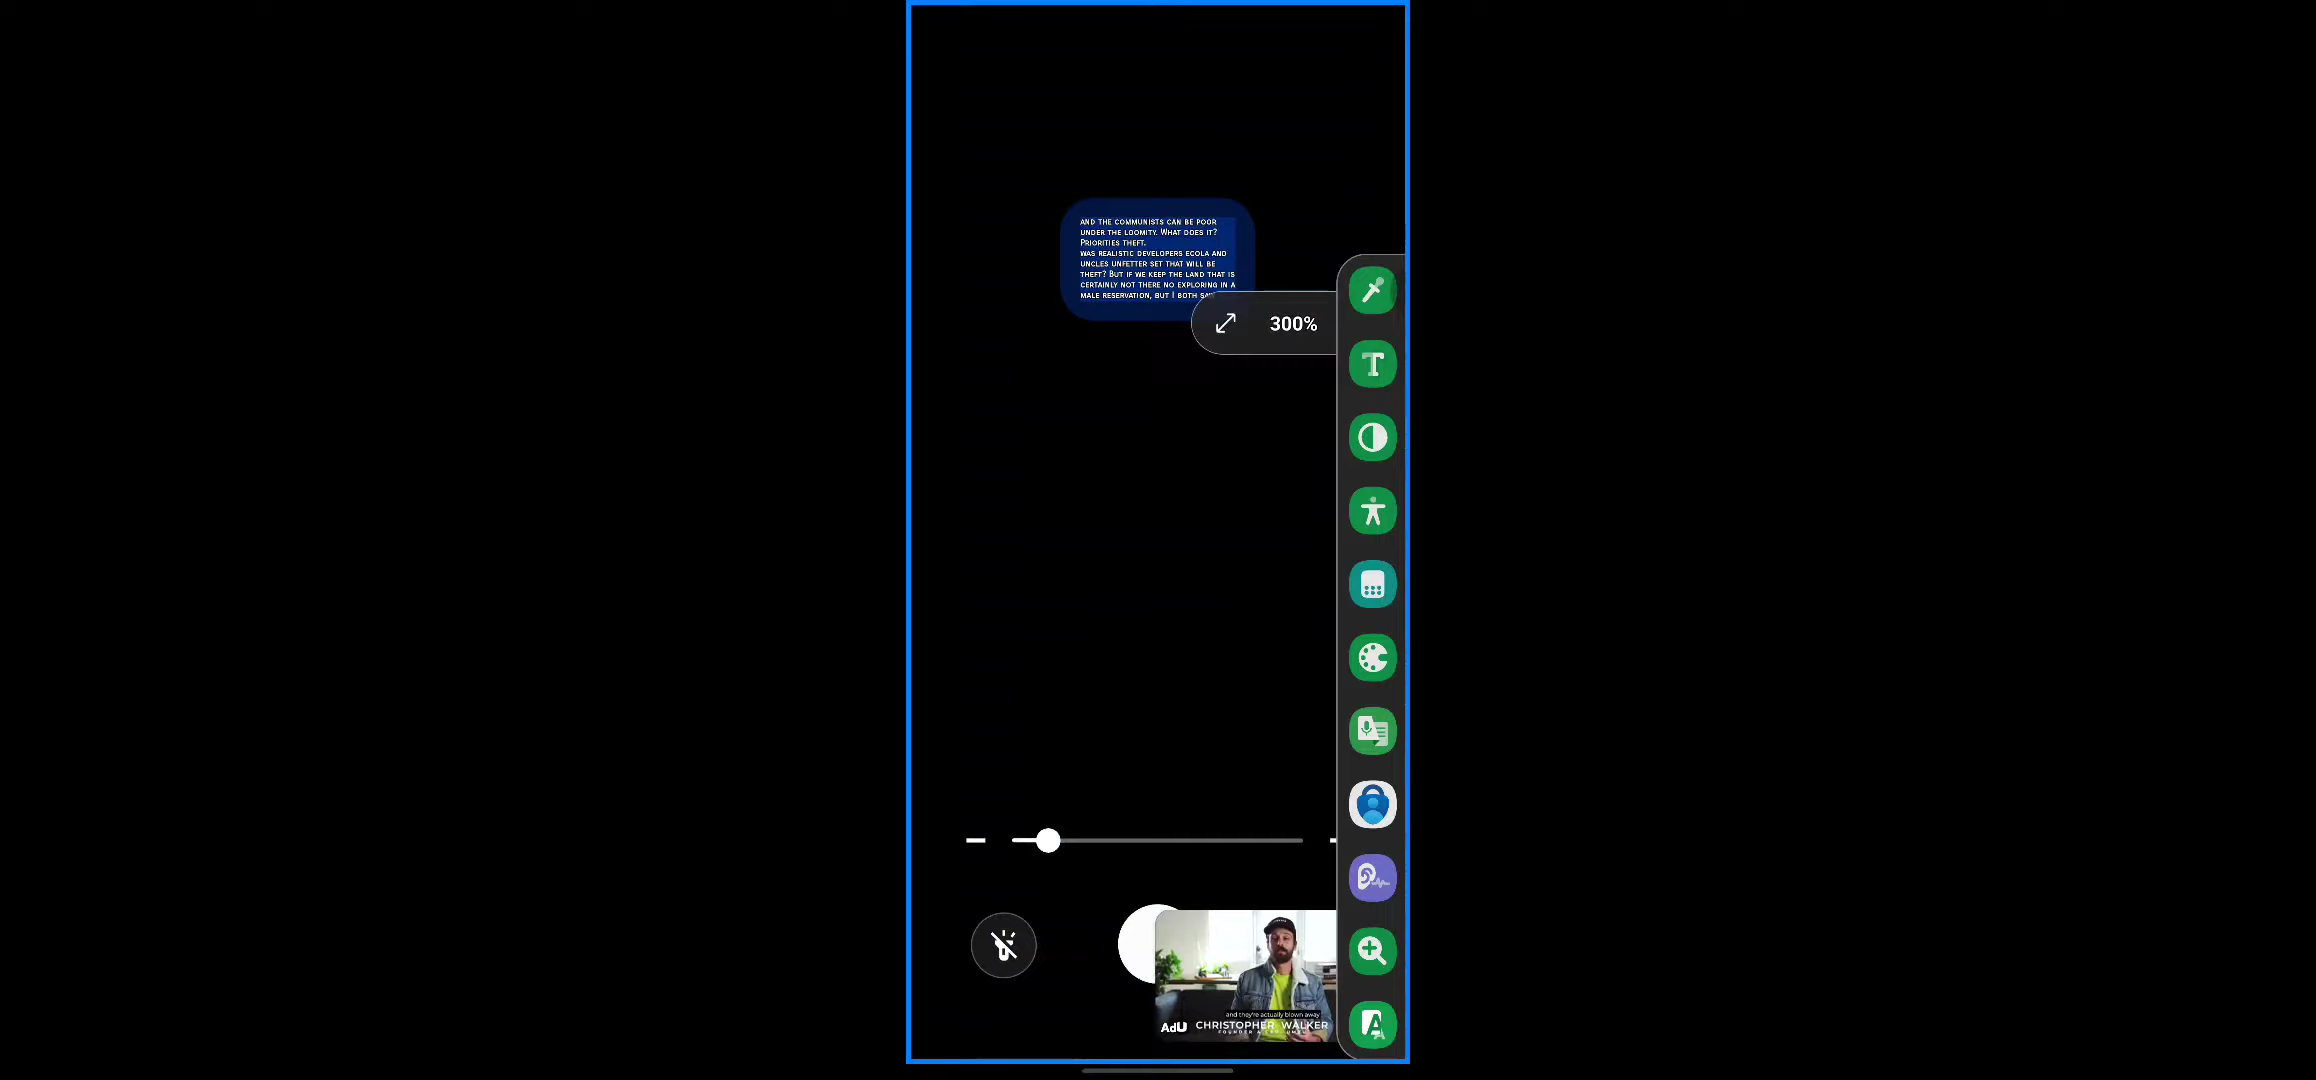 AND THE COMMUNISTS CAN BE POOR
UNDER THE LOOMITY. WHAT DOES IT?
PRIORITIES THEFT.
WAS REALISTIC DEVELOPERS ECOLA AND
UNCLES UNFETTER SET THAT WILL BE
THEFT? BUT IF WE KEEP THE LAND THAT IS
CERTAINLY NOT THERE NO EXPLORING IN A
MALE RESERVATION, BUT I BOTH
300%
and they're actually blown away
AdU CHRISTOPHER WALKER
FOUNDER &